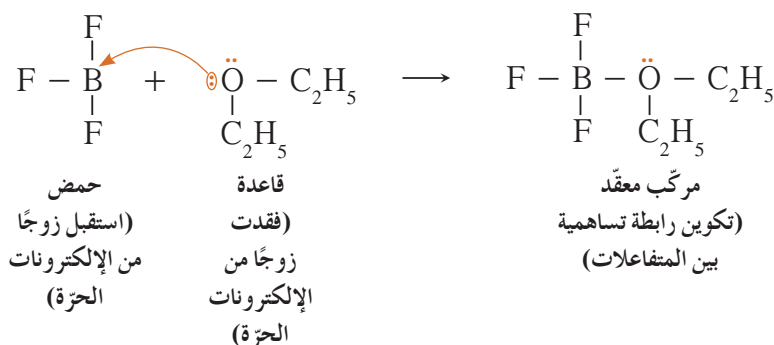 F F
F — B + Ö — C₂H₅ ⟶ F — B — Ö — C₂H₅
F C₂H₅ F C₂H₅
حمض
(استقبل زوجًا
من الإلكترونات
الحرّة)
قاعدة
(فقدت
زوجًا من
الإلكترونات
الحرّة)
مركّب معقّد
(تكوين رابطة تساهمية
بين المتفاعلات)